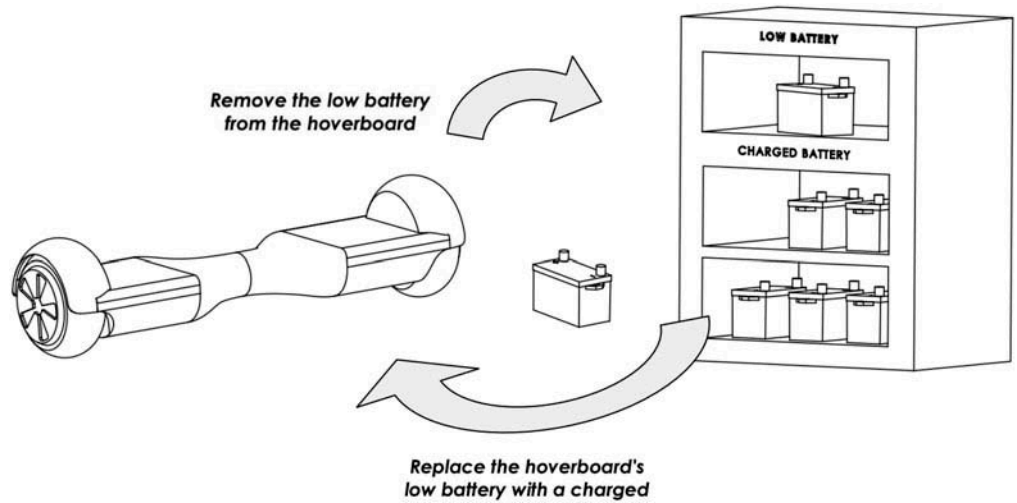 LOW BATTERY
Remove the low battery
from the hoverboard
CHARGED BATTERY
Replace the hoverboard's
low battery with a charged